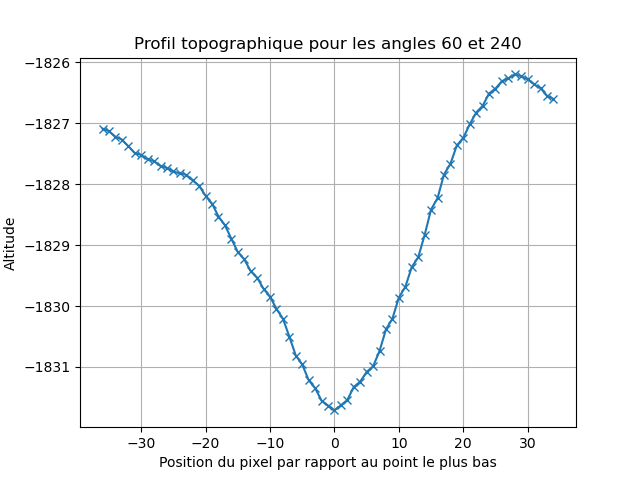 Profil topographique pour les angles 60 et 240
−1826
−1827
−1828
−1829
−1830
−1831
Altitude
−30 −20 −10 0 10 20 30
Position du pixel par rapport au point le plus bas